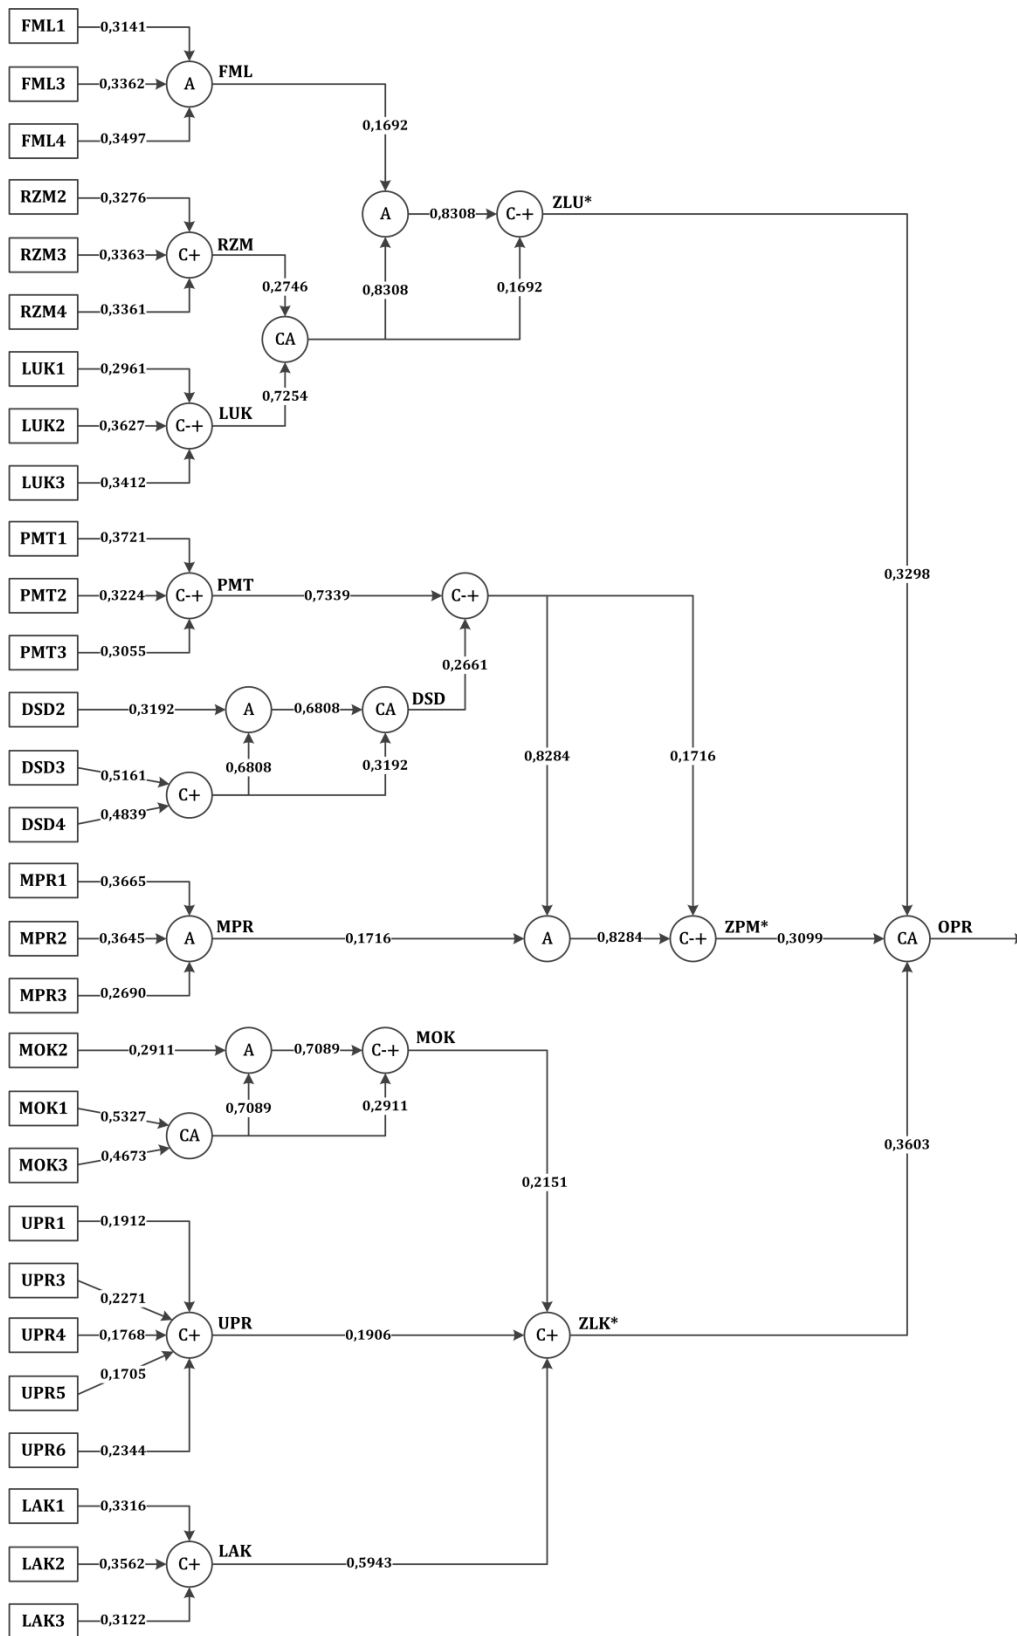 FML1 0,3141
FML3 0,3362 A FML
FML4 0,3497
0,1692
RZM2 0,3276
A 0,8308 C-+ ZLU*
RZM3 0,3363 C+ RZM
0,2746 0,8308 0,1692
RZM4 0,3361
CA
LUK1 0,2961
0,7254
LUK2 0,3627 C-+ LUK
LUK3 0,3412
PMT1 0,3721
0,3298
PMT2 0,3224 C-+ PMT 0,7339 C-+
PMT3 0,3055
0,2661
DSD2 0,3192 A 0,6808 CA DSD
0,8284 0,1716
DSD3 0,5161 0,6808 0,3192
C+
DSD4 0,4839
MPR1 0,3665
MPR2 0,3645 A MPR 0,1716 A 0,8284 C-+ ZPM* 0,3099 CA OPR
MPR3 0,2690
MOK2 0,2911 A 0,7089 C-+ MOK
MOK1 0,5327 0,7089 0,2911
CA
MOK3 0,4673
0,3603
0,2151
UPR1 0,1912
UPR3 0,2271
UPR4 0,1768 C+ UPR 0,1906 C+ ZLK*
UPR5 0,1705
UPR6 0,2344
LAK1 0,3316
LAK2 0,3562 C+ LAK 0,5943
LAK3 0,3122